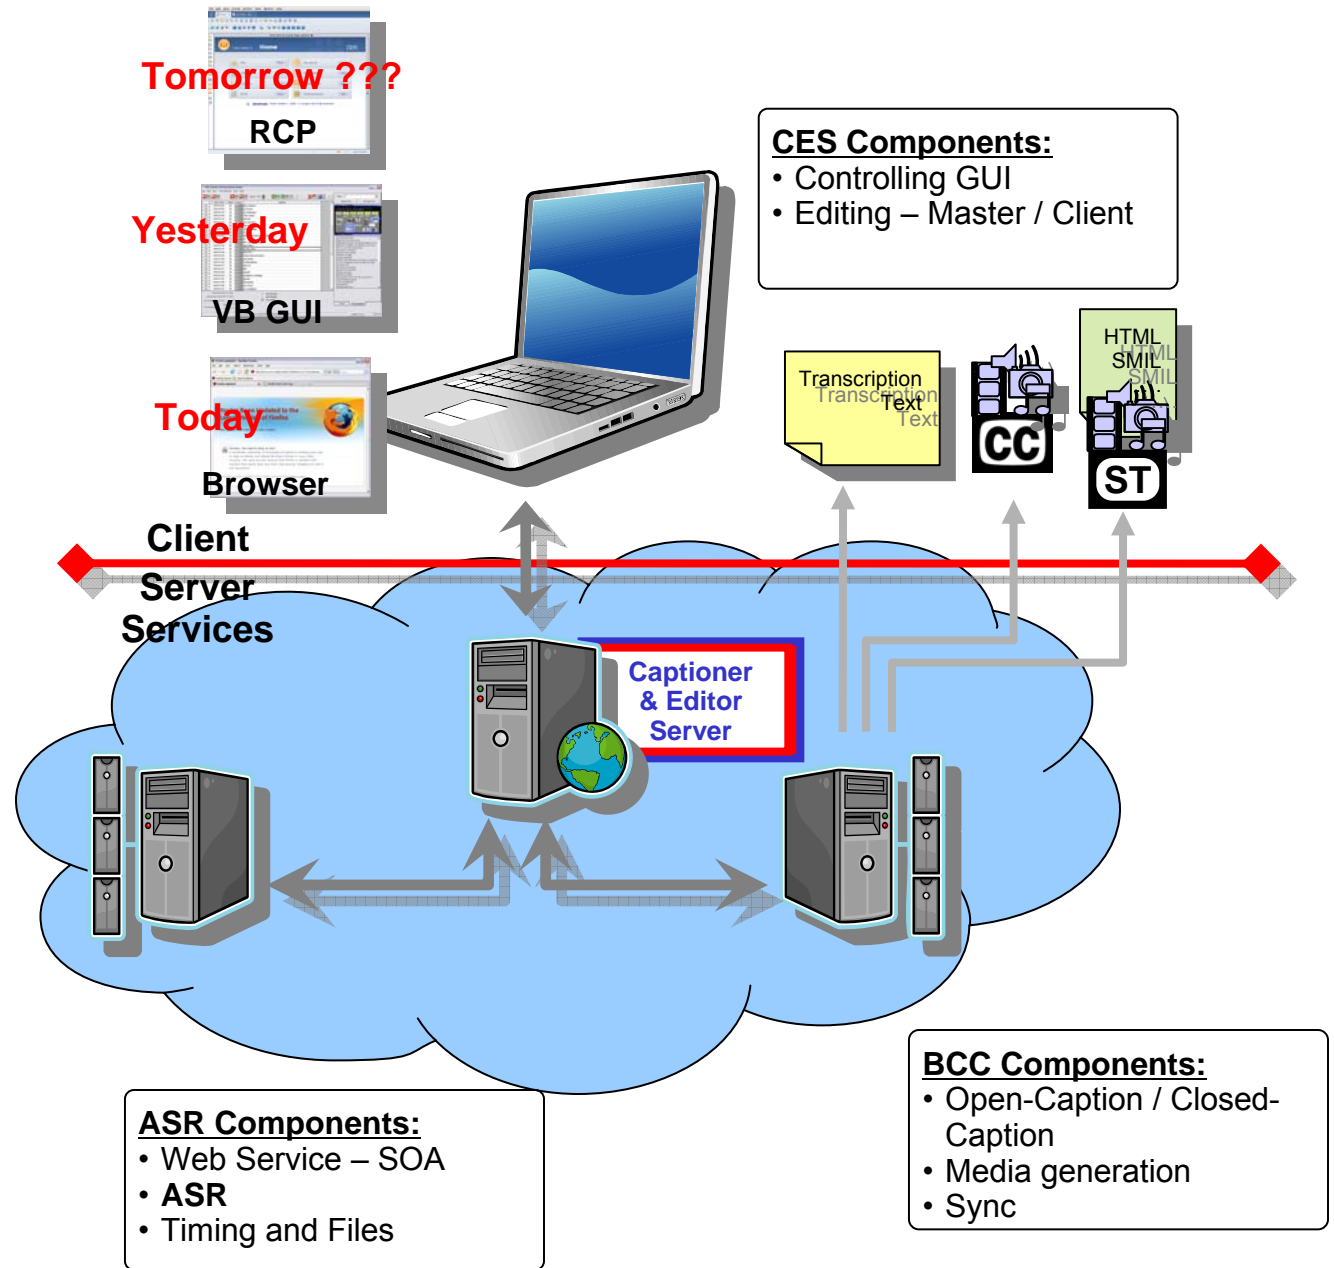 Tomorrow ???
RCP
Yesterday
VB GUI
Today
Browser
CES Components:
• Controlling GUI
• Editing – Master / Client
Transcription
Text
CC
HTML
SMIL
ST
Client
Server
Services
Captioner
& Editor
Server
ASR Components:
• Web Service – SOA
• ASR
• Timing and Files
BCC Components:
• Open-Caption / Closed-
Caption
• Media generation
• Sync